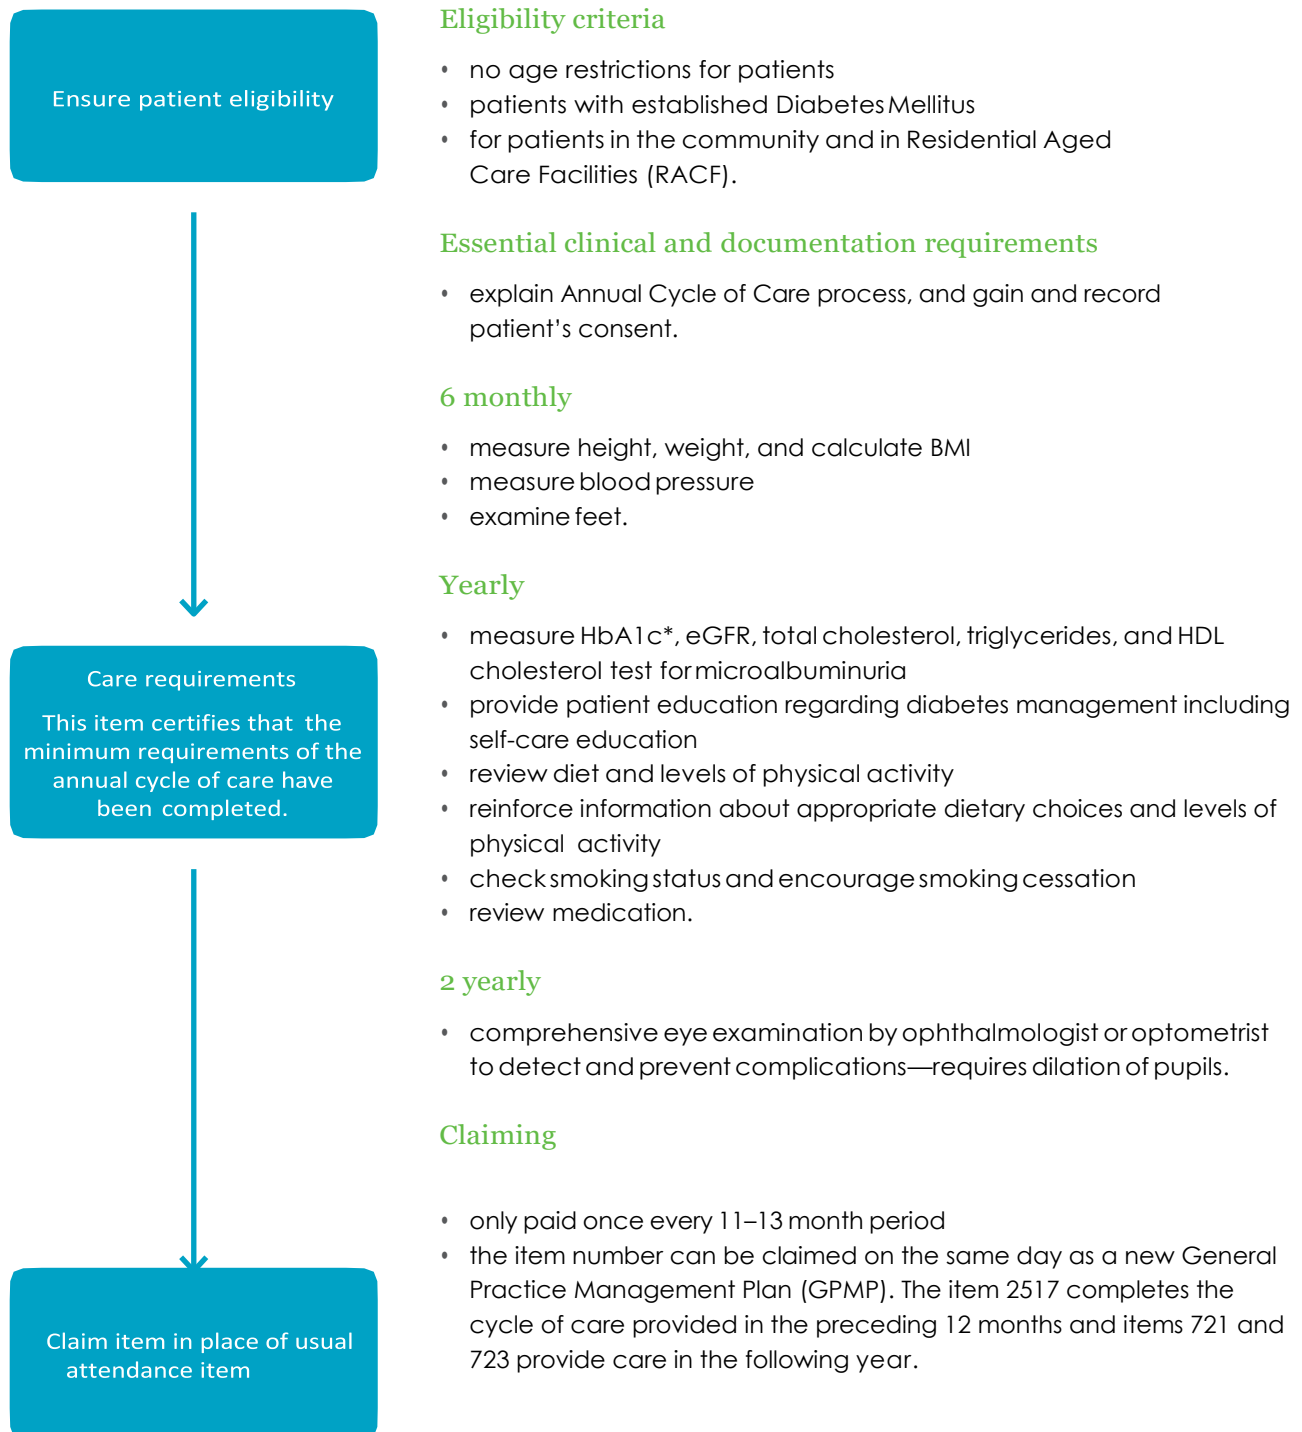 Ensure patient eligibility
Eligibility criteria
• no age restrictions for patients
• patients with established Diabetes Mellitus
• for patients in the community and in Residential Aged
Care Facilities (RACF).
Essential clinical and documentation requirements
• explain Annual Cycle of Care process, and gain and record
patient’s consent.
6 monthly
• measure height, weight, and calculate BMI
• measure blood pressure
• examine feet.
Care requirements
This item certifies that the
minimum requirements of the
annual cycle of care have
been completed.
Yearly
• measure HbA1c*, eGFR, total cholesterol, triglycerides, and HDL
cholesterol test for microalbuminuria
• provide patient education regarding diabetes management including
self-care education
• review diet and levels of physical activity
• reinforce information about appropriate dietary choices and levels of
physical activity
• check smoking status and encourage smoking cessation
• review medication.
2 yearly
• comprehensive eye examination by ophthalmologist or optometrist
to detect and prevent complications—requires dilation of pupils.
Claim item in place of usual
attendance item
Claiming
• only paid once every 11–13 month period
• the item number can be claimed on the same day as a new General
Practice Management Plan (GPMP). The item 2517 completes the
cycle of care provided in the preceding 12 months and items 721 and
723 provide care in the following year.